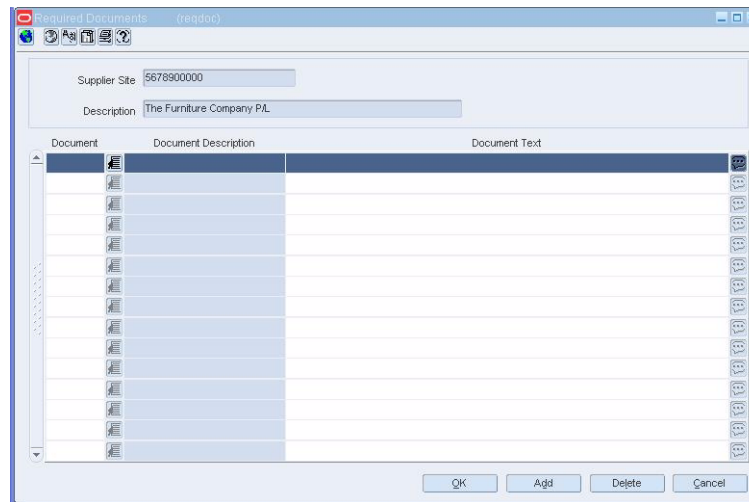 Required Documents (reqdoc)
Supplier Site 5678900000
Description The Furniture Company P/L
Document Document Description Document Text
OK Add Delete Cancel